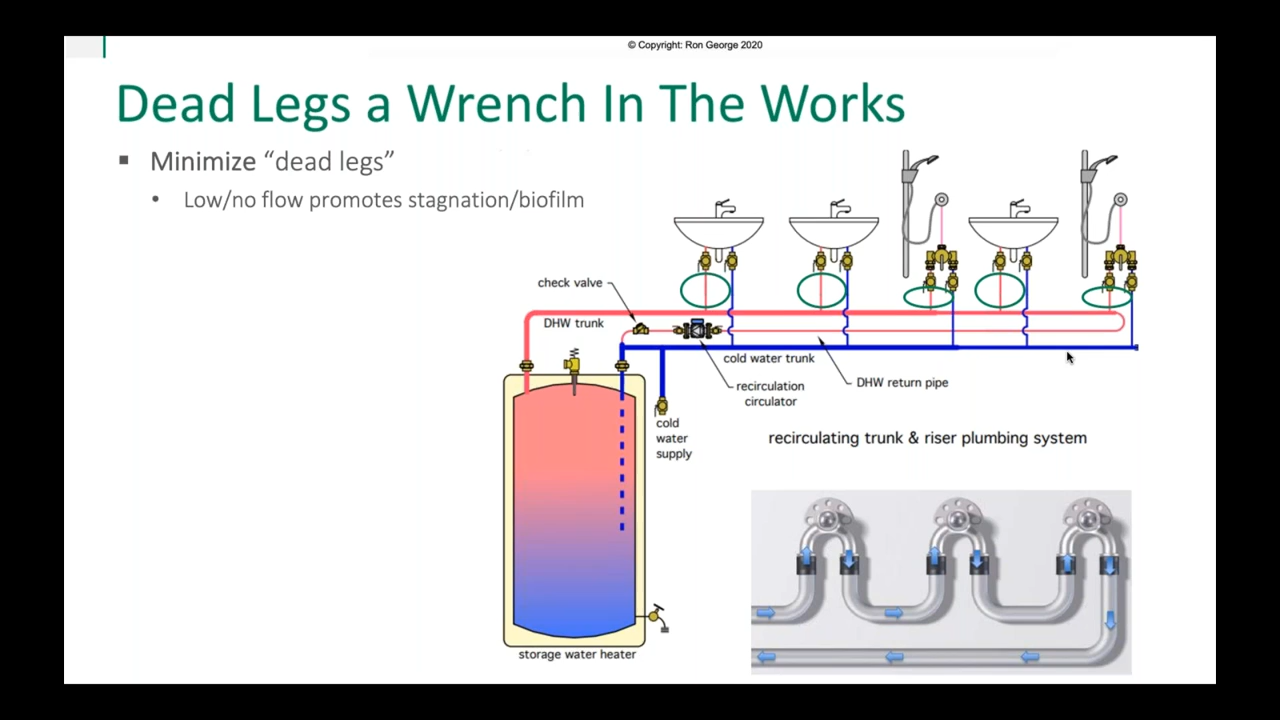 © Copyright: Ron George 2020
Dead Legs a Wrench In The Works
Minimize “dead legs”
Low/no flow promotes stagnation/biofilm
check valve
DHW trunk
cold water trunk
DHW return pipe
recirculation
circulator
cold
water
supply
recirculating trunk & riser plumbing system
storage water heater